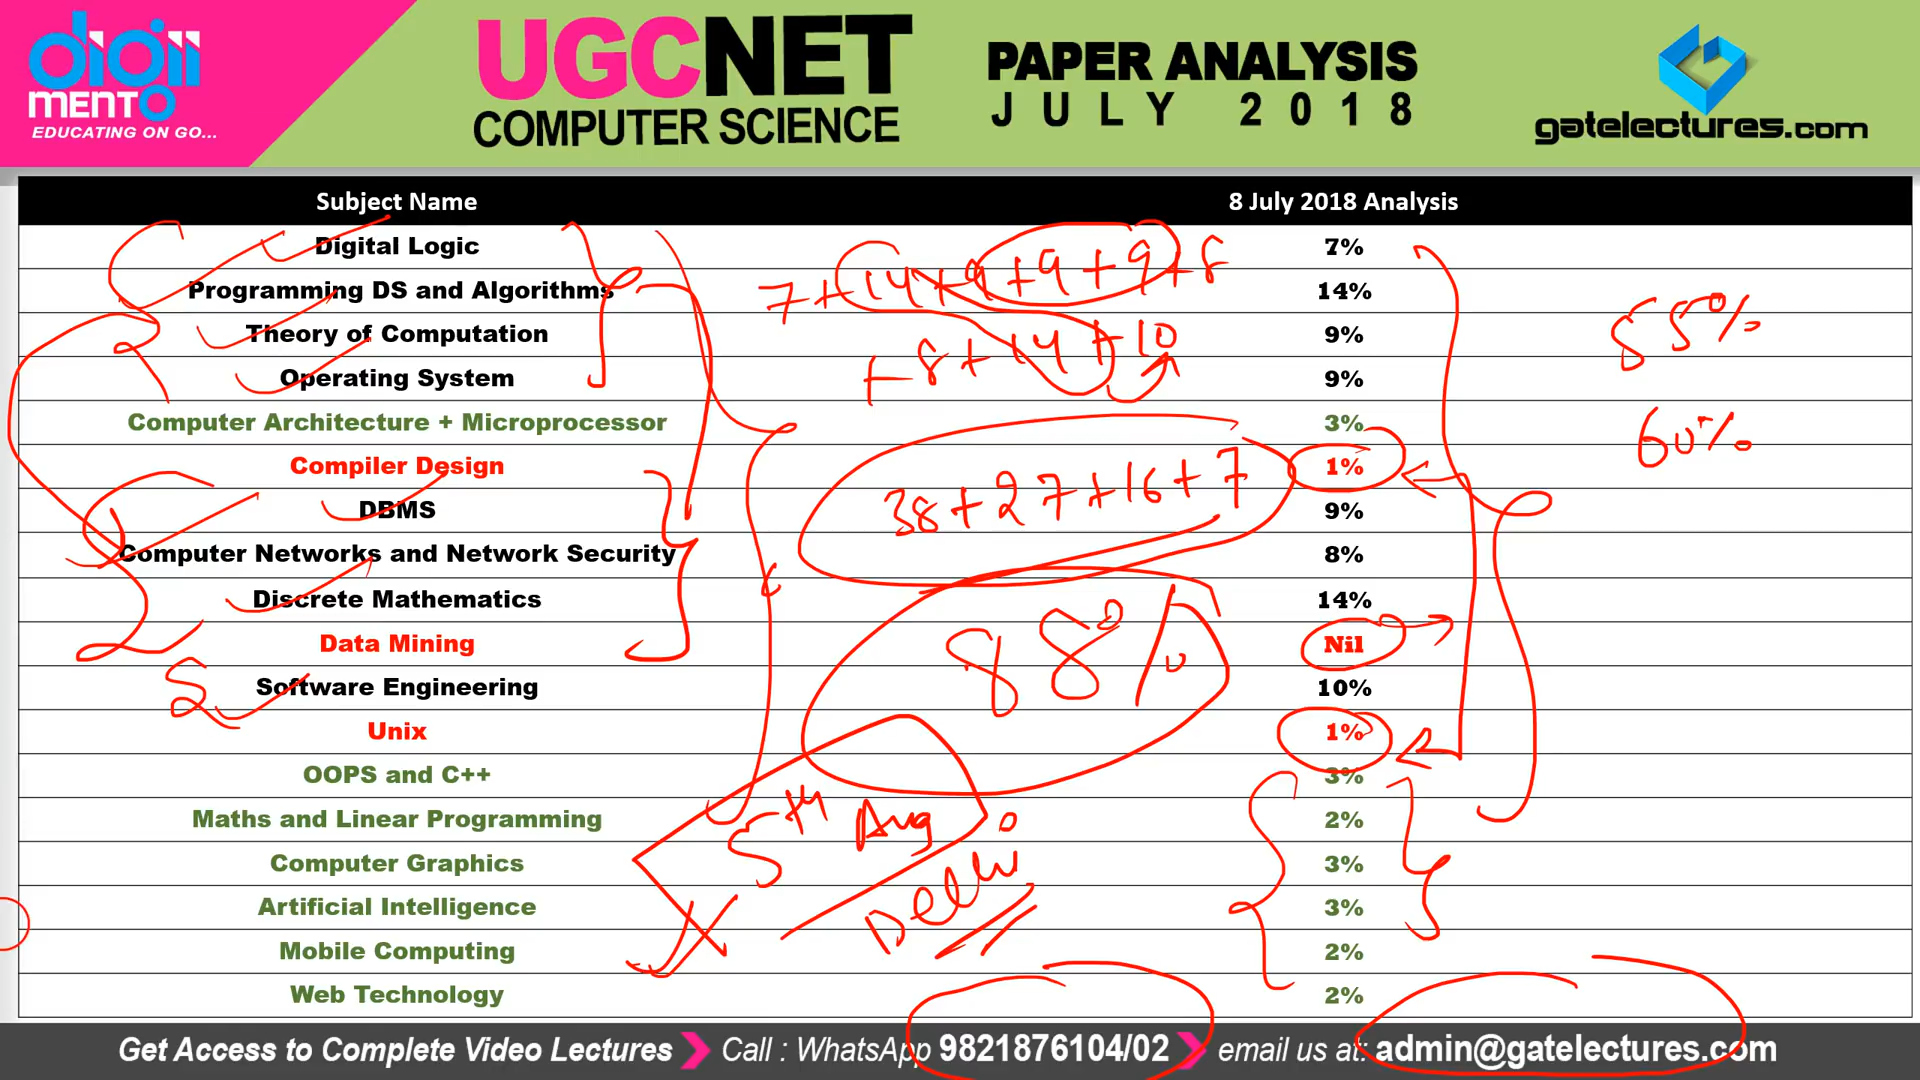 digiimento
EDUCATING ON GO...
UGCNET
COMPUTER SCIENCE
PAPER ANALYSIS
JULY 2018
gatelectures.com
Subject Name 8 July 2018 Analysis
Digital Logic 7%
Programming DS and Algorithms 14%
Theory of Computation 9%
Operating System 9%
Computer Architecture + Microprocessor 3%
Compiler Design 1%
DBMS 9%
Computer Networks and Network Security 8%
Discrete Mathematics 14%
Data Mining Nil
Software Engineering 10%
Unix 1%
OOPS and C++ 3%
Maths and Linear Programming 2%
Computer Graphics 3%
Artificial Intelligence 3%
Mobile Computing 2%
Web Technology 2%
7+14+9+9+9+8
+8+14+10
38+27+16+7
88%
5th Aug
Delhi
60%
Get Access to Complete Video Lectures Call : WhatsApp 9821876104/02 email us at: admin@gatelectures.com